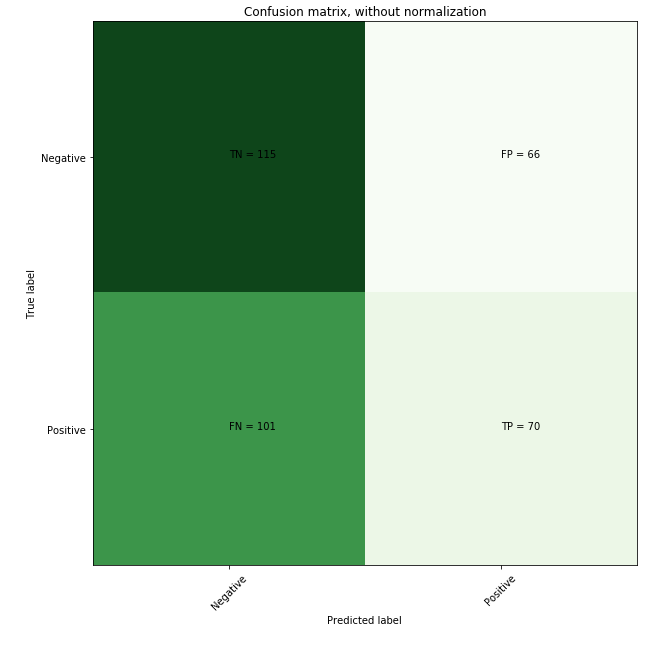 Confusion matrix, without normalization
True label
Negative
TN = 115
FP = 66
Positive
FN = 101
TP = 70
Negative
Positive
Predicted label